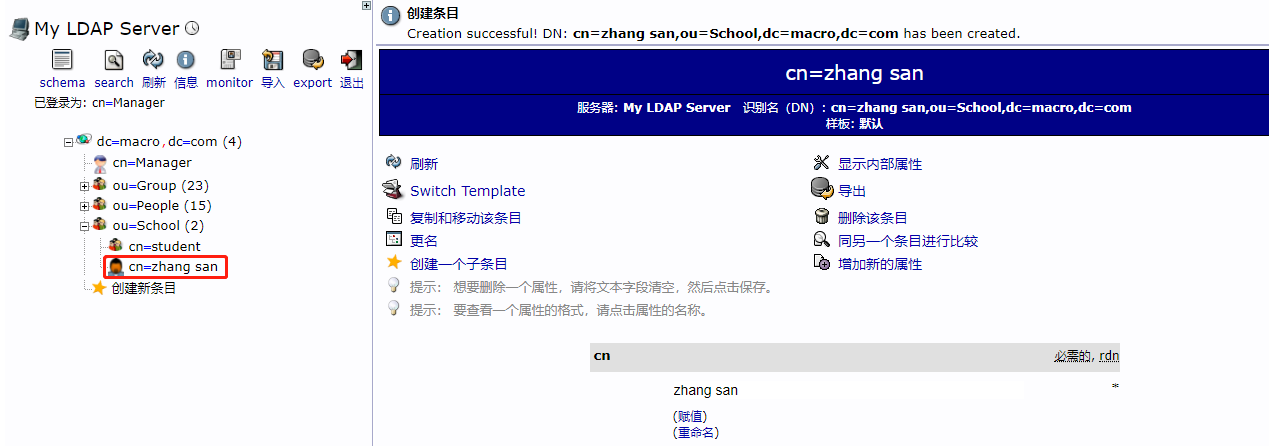 My LDAP Server
schema search 刷新 信息 monitor 导入 export 退出
已登录为: cn=Manager
dc=macro,dc=com (4)
cn=Manager
ou=Group (23)
ou=People (15)
ou=School (2)
cn=student
cn=zhang san
创建新条目
创建条目
Creation successful! DN: cn=zhang san,ou=School,dc=macro,dc=com has been created.
cn=zhang san
服务器: My LDAP Server 识别名（DN）: cn=zhang san,ou=School,dc=macro,dc=com
样板: 默认
刷新 显示内部属性
Switch Template 导出
复制和移动该条目 删除该条目
更名 同另一个条目进行比较
创建一个子条目 增加新的属性
提示： 想要删除一个属性，请将文本字段清空，然后点击保存。
提示： 要查看一个属性的格式，请点击属性的名称。
cn 必需的, rdn
zhang san *
(赋值)
(重命名)